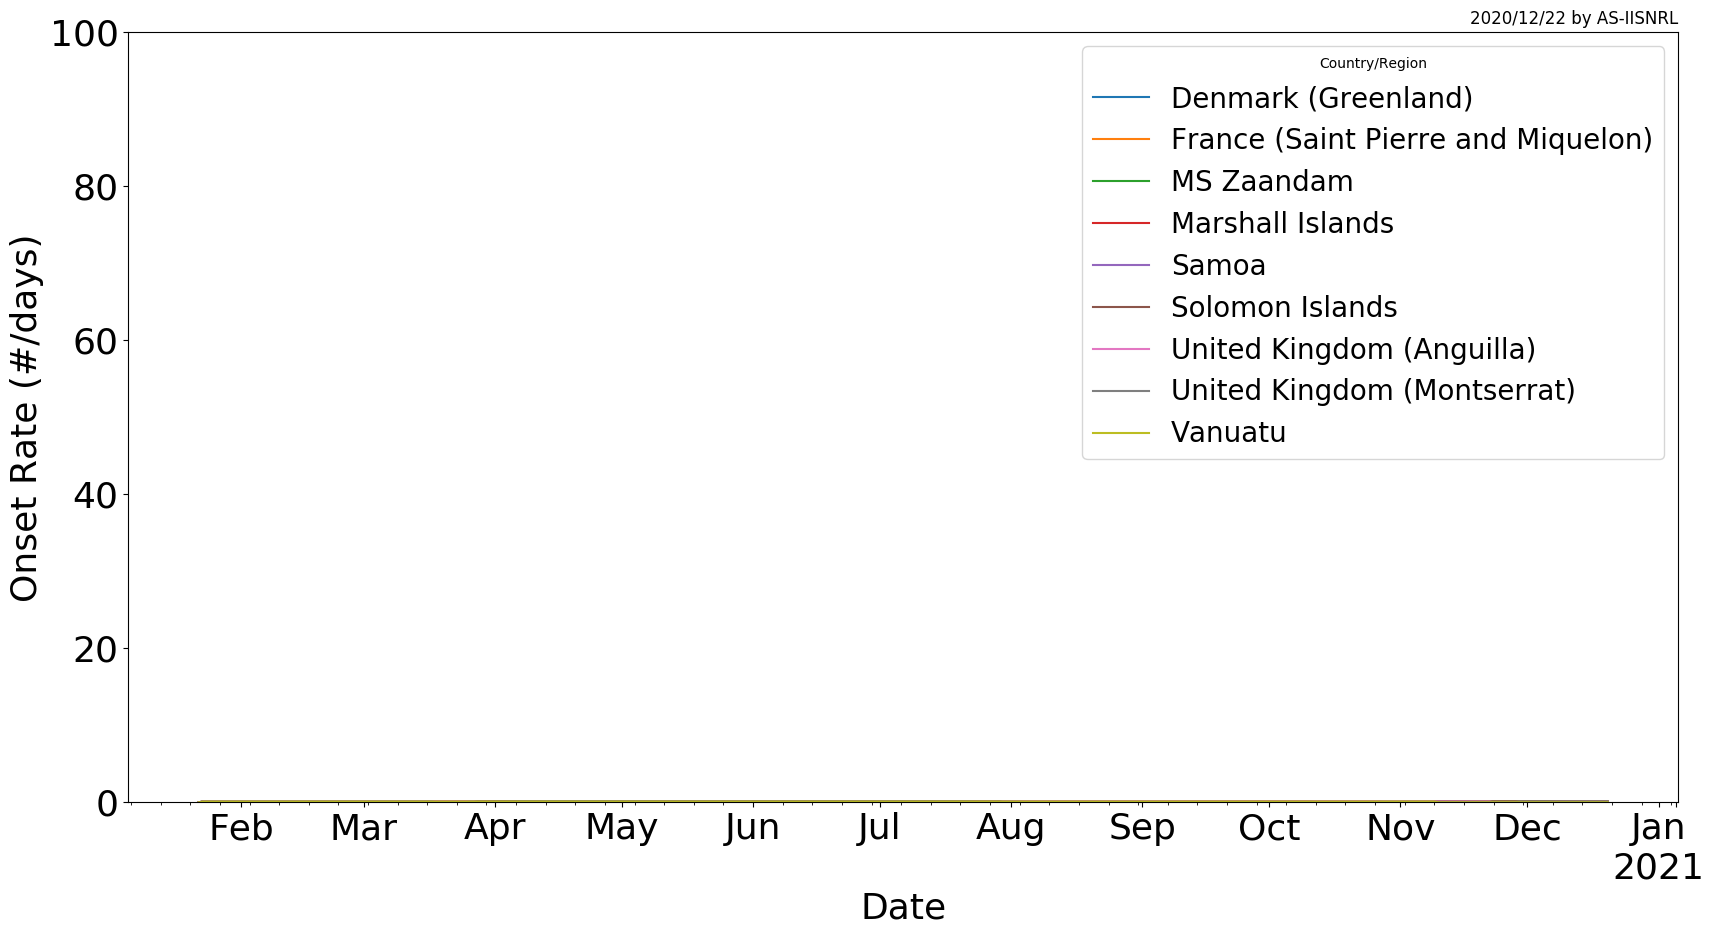 2020/12/22 by AS-IISNRL
100
80
60
40
20
0
Onset Rate (#/days)
Country/Region
Denmark (Greenland)
France (Saint Pierre and Miquelon)
MS Zaandam
Marshall Islands
Samoa
Solomon Islands
United Kingdom (Anguilla)
United Kingdom (Montserrat)
Vanuatu
Feb Mar Apr May Jun Jul Aug Sep Oct Nov Dec Jan
2021
Date